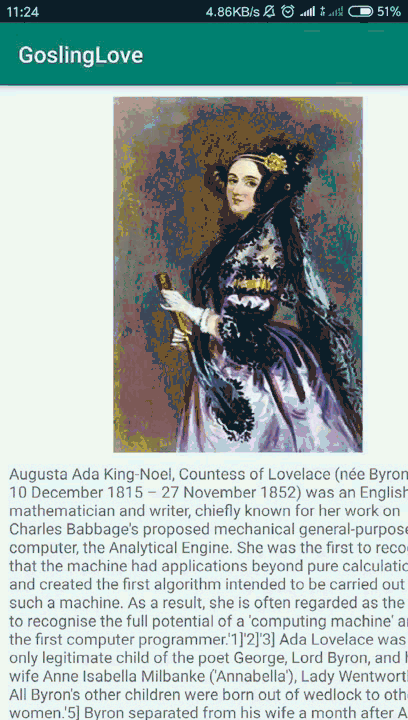 11:24 4.86KB/s 51%
GoslingLove
Augusta Ada King-Noel, Countess of Lovelace (née Byron
10 December 1815 – 27 November 1852) was an English
mathematician and writer, chiefly known for her work on
Charles Babbage's proposed mechanical general-purpose
computer, the Analytical Engine. She was the first to reco
that the machine had applications beyond pure calculatio
and created the first algorithm intended to be carried out
such a machine. As a result, she is often regarded as the
to recognise the full potential of a 'computing machine' a
the first computer programmer.'1]'2]'3] Ada Lovelace was
only legitimate child of the poet George, Lord Byron, and h
wife Anne Isabella Milbanke ('Annabella'), Lady Wentwort
All Byron's other children were born out of wedlock to oth
women.'5] Byron separated from his wife a month after A